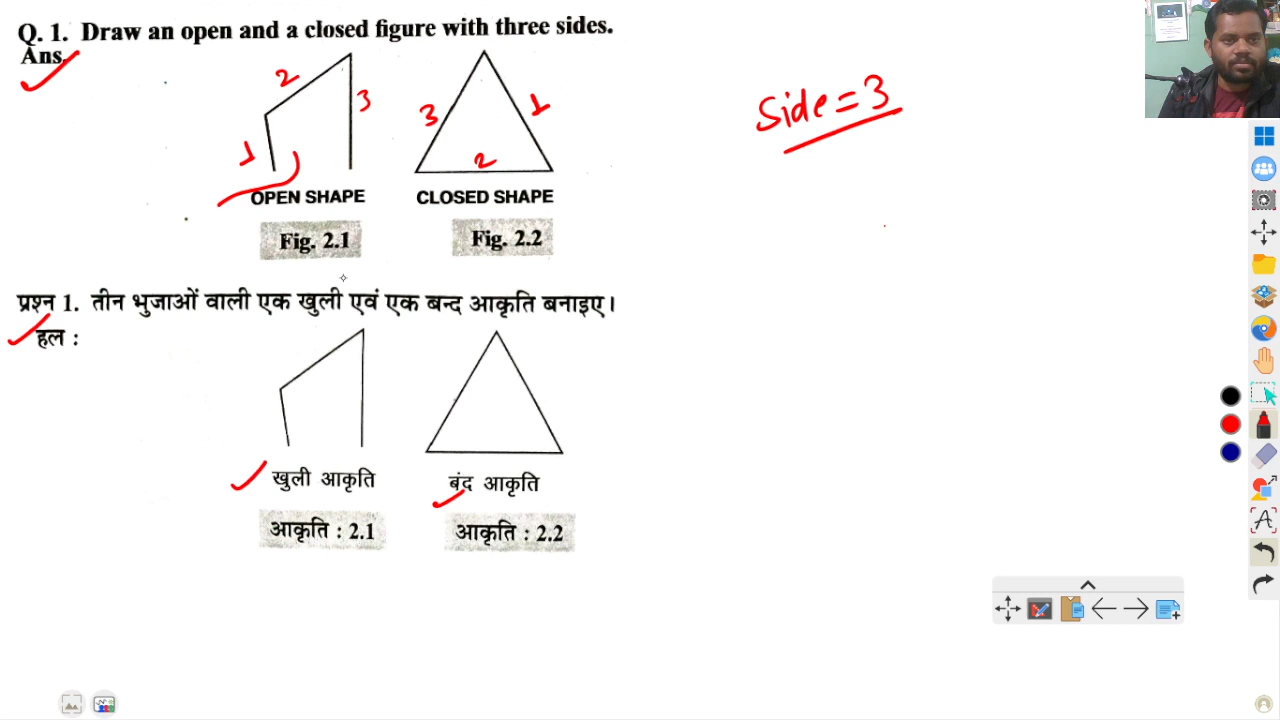 Q. 1. Draw an open and a closed figure with three sides.
Ans.
2
3
1
3
1
2
Side = 3
OPEN SHAPE
CLOSED SHAPE
Fig. 2.1
Fig. 2.2
प्रश्न 1. तीन भुजाओं वाली एक खुली एवं एक बन्द आकृति बनाइए।
हल :
खुली आकृति
बंद आकृति
आकृति : 2.1
आकृति : 2.2
A